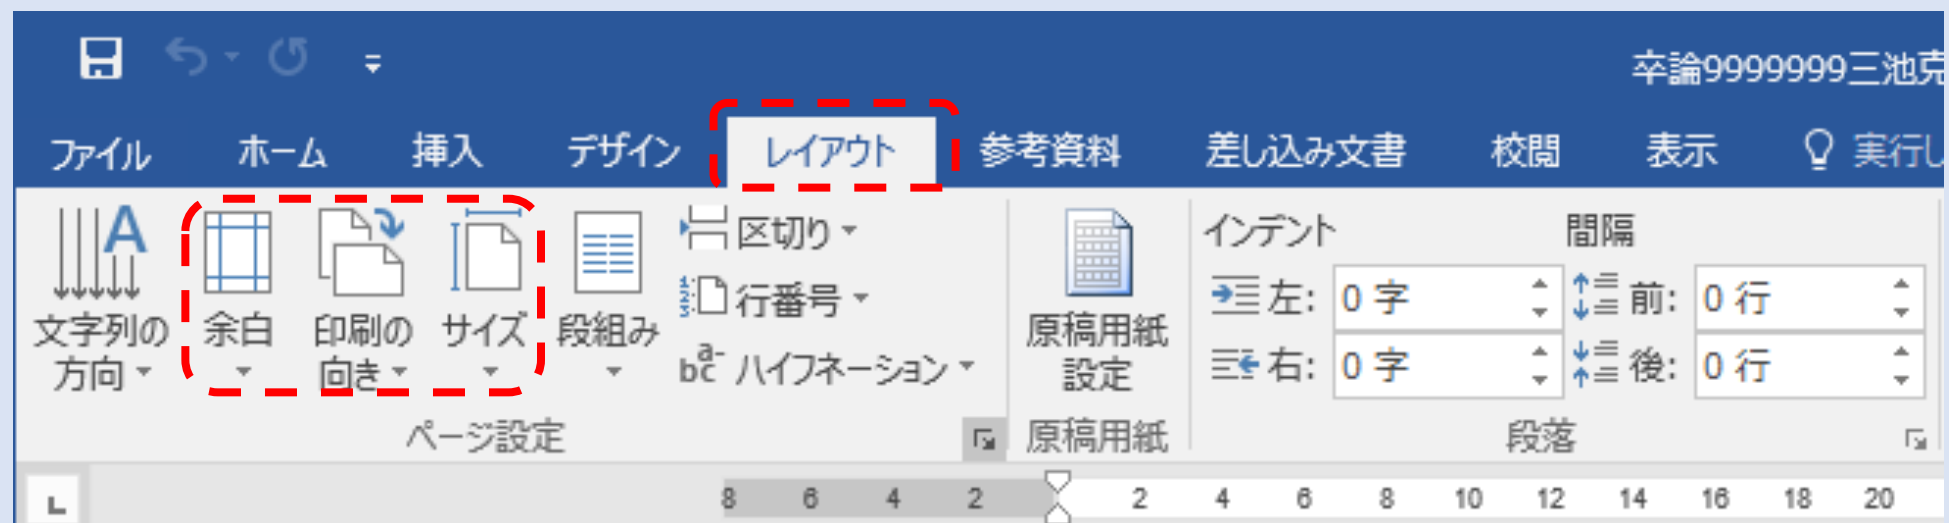 卒論9999999三池克
ファイル ホーム 挿入 デザイン レイアウト 参考資料 差し込み文書 校閲 表示 実行し
文字列の方向
余白
印刷の向き
サイズ
段組み
区切り
行番号
ハイフネーション
ページ設定
原稿用紙設定
原稿用紙
インデント
左: 0 字
右: 0 字
間隔
前: 0 行
後: 0 行
段落
8 6 4 2 2 4 6 8 10 12 14 16 18 20